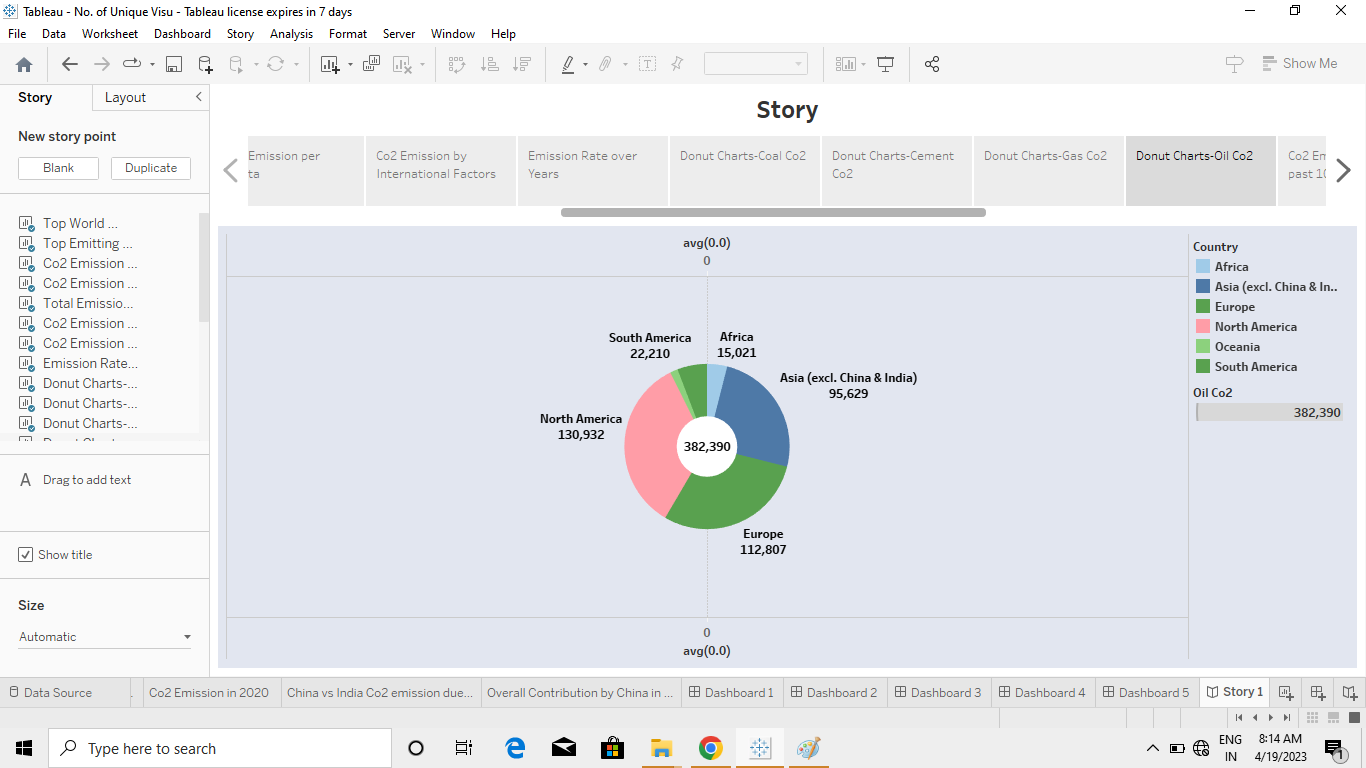 Tableau - No. of Unique Visu - Tableau license expires in 7 days
File Data Worksheet Dashboard Story Analysis Format Server Window Help
Show Me
Story Layout
New story point
Blank Duplicate
Top World ...
Top Emitting ...
Co2 Emission ...
Co2 Emission ...
Total Emissio...
Co2 Emission ...
Co2 Emission ...
Emission Rate...
Donut Charts-...
Donut Charts-...
Donut Charts-...
A Drag to add text
Show title
Size
Automatic
Story
Emission per
ta
Co2 Emission by
International Factors
Emission Rate over
Years
Donut Charts-Coal Co2
Donut Charts-Cement
Co2
Donut Charts-Gas Co2
Donut Charts-Oil Co2
Co2 Em
past 10
avg(0.0)
0
South America
22,210
Africa
15,021
Asia (excl. China & India)
95,629
North America
130,932
382,390
Europe
112,807
0
avg(0.0)
Country
Africa
Asia (excl. China & In..
Europe
North America
Oceania
South America
Oil Co2
382,390
Data Source Co2 Emission in 2020 China vs India Co2 emission due... Overall Contribution by China in ... Dashboard 1 Dashboard 2 Dashboard 3 Dashboard 4 Dashboard 5 Story 1
Type here to search
ENG
IN
8:14 AM
4/19/2023
1